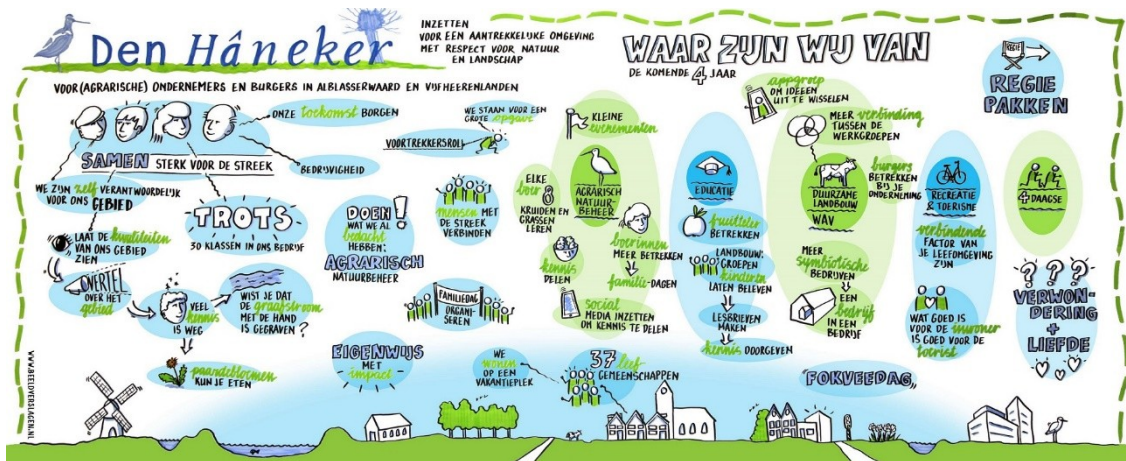 Den Hâneker
INZETTEN
VOOR EEN AANTREKKELIJKE OMGEVING
MET RESPECT VOOR NATUUR
EN LANDSCHAP
VOOR (AGRARISCHE) ONDERNEMERS EN BURGERS IN ALBLASSERWAARD EN VIJFHEERENLANDEN
ONZE toekomst BORGEN
SAMEN STERK VOOR DE STREEK
BEDRIJVIGHEID
WE ZIJN zelf VERANTWOORDELIJK
VOOR ONS GEBIED
TROTS
30 KLASSEN IN ONS BEDRIJF
LAAT DE kwaliteiten
VAN ONS GEBIED
ZIEN
OVERTEL
OVER HET
gebied
VEEL
kennis
IS WEG
WIST JE DAT
DE graafstroom
MET DE HAND
IS GEGRAVEN?
paardebloemen
KUN JE ETEN
WE STAAN VOOR EEN
GROTE opgave
VOORTREKKERSROL
DOEN!
WAT WE AL
bedacht
HEBBEN:
AGRARISCH
NATUURBEHEER
mensen MET
DE STREEK
VERBINDEN
FAMILIEDAG
ORGANI-
SEREN
EIGENWIJS
MET
impact
WE
wonen
OP EEN
VAKANTIEPLEK
37 leef
GEMEENSCHAPPEN
WAAR ZIJN WIJ VAN
DE KOMENDE 4 JAAR
KLEINE
evenementen
AGRARISCH
NATUUR-
BEHEER
ELKE
boer 8
KRUIDEN EN
GRASSEN
LEREN
kennis
DELEN
boerinnen
MEER BETREKKEN
familie-DAGEN
social
MEDIA INZETTEN
OM KENNIS TE DELEN
EDUCATIE
fruitteler
BETREKKEN
LANDBOUW:
GROEPEN
kinderen
LATEN BELEVEN
LESBRIEVEN
MAKEN
kennis DOORGEVEN
appgroep
OM IDEEEN
UIT TE WISSELEN
MEER verbinding
TUSSEN DE
WERKGROEPEN
DUURZAME
LANDBOUW
WAV
burgers
BETREKKEN
BIJ JE
ONDERNEMING
MEER
symbiotische
BEDRIJVEN
EEN
bedrijf
IN EEN
BEDRIJF
RECREATIE
& TOERISME
verbindende
FACTOR VAN
JE LEEFOMGEVING
ZIJN
WAT GOED IS
VOOR DE inwoner
IS GOED VOOR DE
toerist
"FOKVEEDAG"
REGIE
REGIE
PAKKEN
4DAAGSE
? ? ?
VERWON-
DERING
+
LIEFDE
WWW.BEELDVERSLAGEN.NL